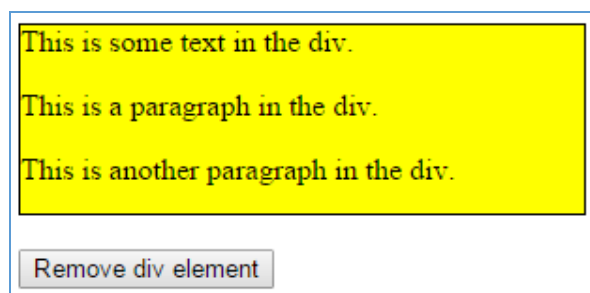 This is some text in the div.
This is a paragraph in the div.
This is another paragraph in the div.
Remove div element